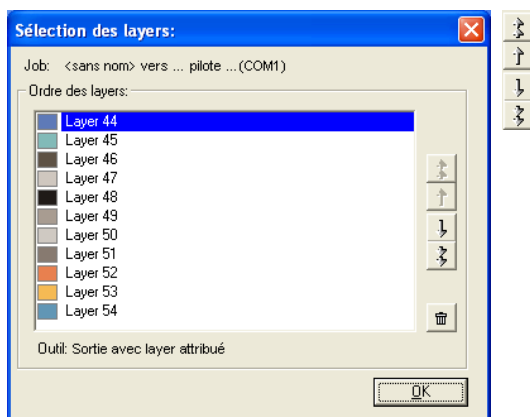 Sélection des layers:
Job: <sans nom> vers ... pilote ...(COM1)
Ordre des layers:
Layer 44
Layer 45
Layer 46
Layer 47
Layer 48
Layer 49
Layer 50
Layer 51
Layer 52
Layer 53
Layer 54
Outil: Sortie avec layer attribué
OK